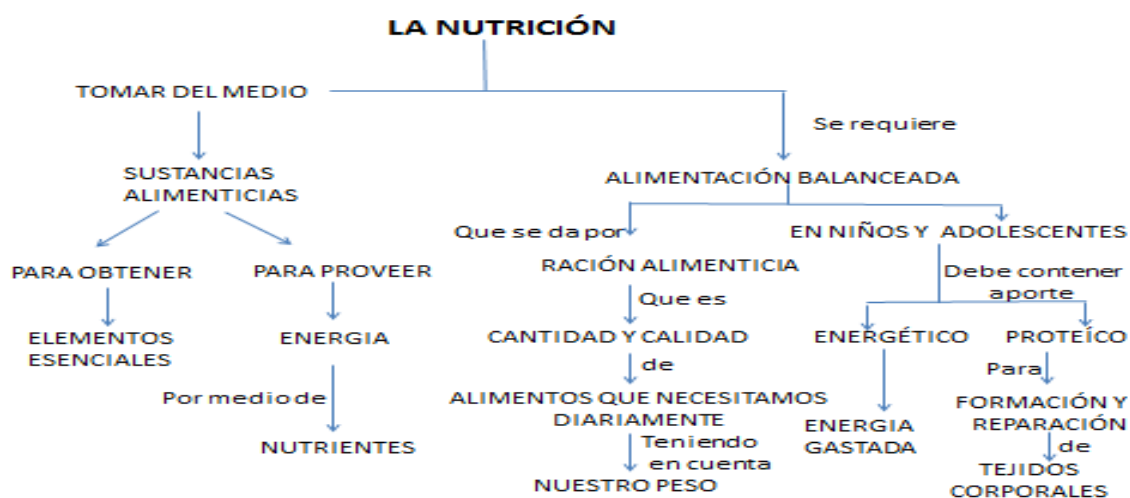 LA NUTRICIÓN
TOMAR DEL MEDIO
Se requiere
SUSTANCIAS
ALIMENTICIAS
ALIMENTACIÓN BALANCEADA
Que se da por
EN NIÑOS Y ADOLESCENTES
PARA OBTENER
PARA PROVEER
RACIÓN ALIMENTICIA
Debe contener
aporte
Que es
ELEMENTOS
ESENCIALES
ENERGIA
CANTIDAD Y CALIDAD
ENERGÉTICO
PROTEÍCO
de
Para
Por medio de
ALIMENTOS QUE NECESITAMOS
DIARIAMENTE
FORMACIÓN Y
REPARACIÓN
ENERGIA
GASTADA
NUTRIENTES
Teniendo
en cuenta
de
NUESTRO PESO
TEJIDOS
CORPORALES